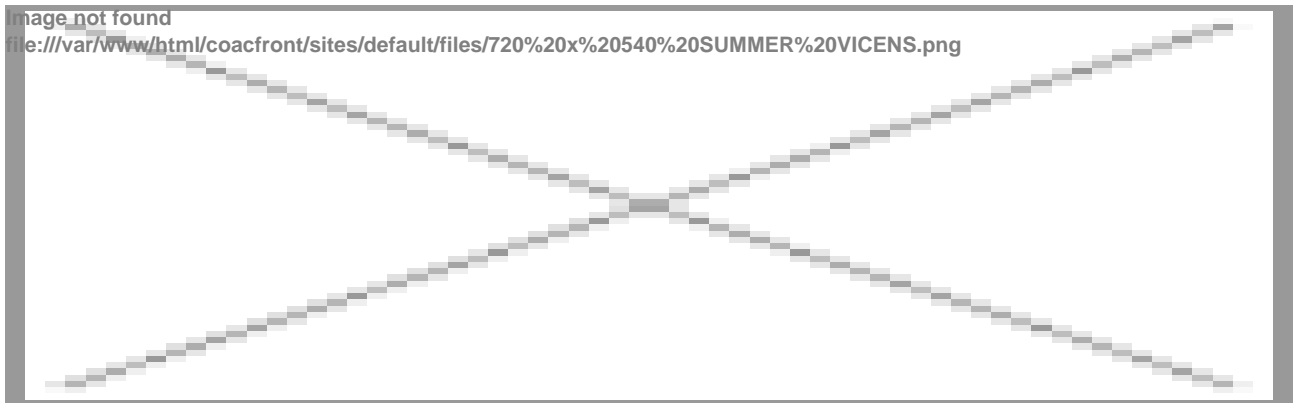 Image not found
file:///var/www/html/coacfront/sites/default/files/720%20x%20540%20SUMMER%20VICENS.png